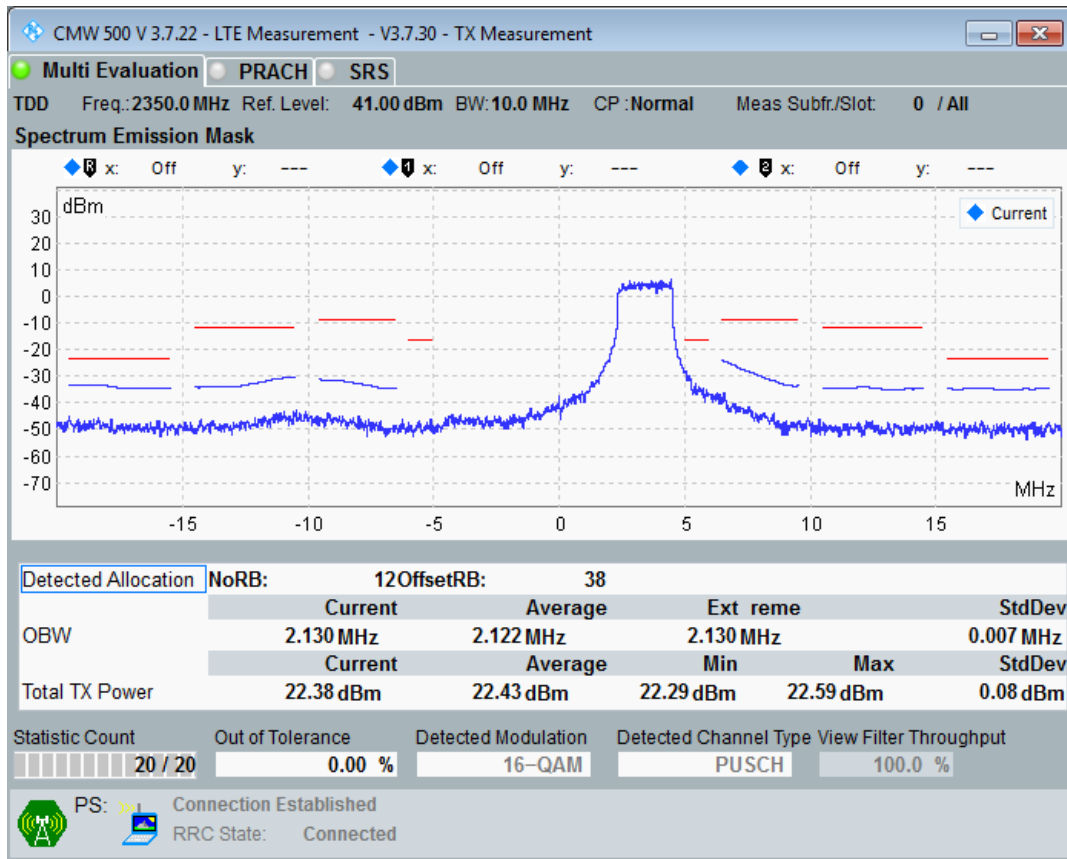 CMW 500 V 3.7.22 - LTE Measurement - V3.7.30 - TX Measurement
Multi Evaluation PRACH SRS
TDD Freq.: 2350.0 MHz Ref. Level: 41.00 dBm BW: 10.0 MHz CP : Normal Meas Subfr./Slot: 0 / All
Spectrum Emission Mask
R x: Off y: --- 1 x: Off y: --- 2 x: Off y: ---
dBm
Current
30
20
10
0
-10
-20
-30
-40
-50
-60
-70
MHz
-15 -10 -5 0 5 10 15
Detected Allocation NoRB: 12 OffsetRB: 38
Current Average Ext reme StdDev
OBW 2.130 MHz 2.122 MHz 2.130 MHz 0.007 MHz
Current Average Min Max StdDev
Total TX Power 22.38 dBm 22.43 dBm 22.29 dBm 22.59 dBm 0.08 dBm
Statistic Count Out of Tolerance Detected Modulation Detected Channel Type View Filter Throughput
20 / 20 0.00 % 16-QAM PUSCH 100.0 %
PS: Connection Established
RRC State: Connected